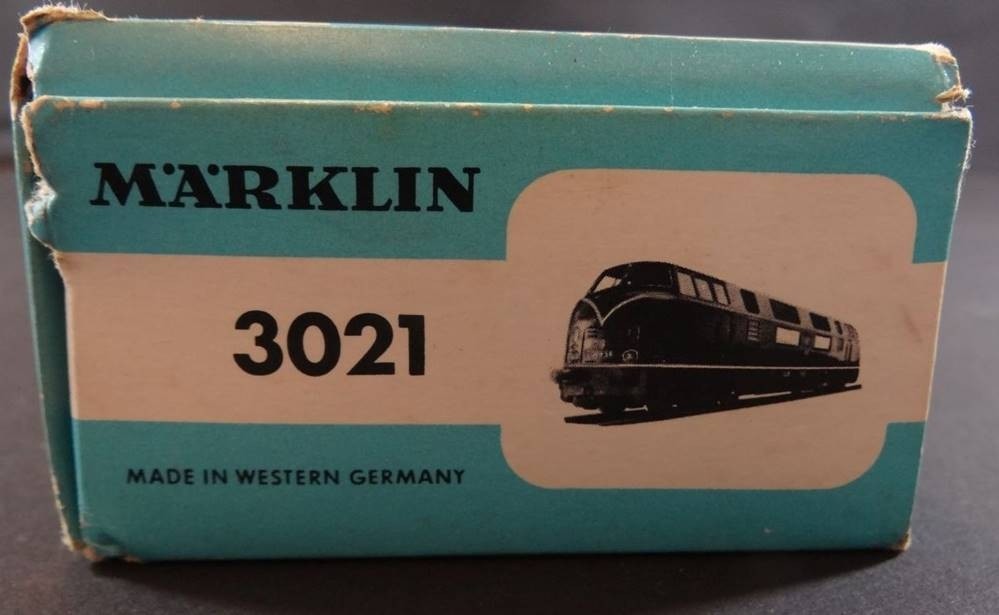 MÄRKLIN
3021
MADE IN WESTERN GERMANY